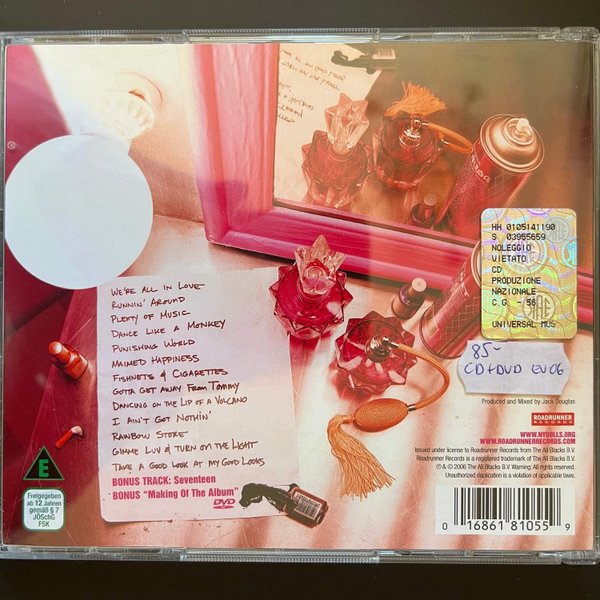 WE'RE ALL IN LOVE
RUNNIN' AROUND
PLENTY OF MUSIC
DANCE LIKE A MONKEY
PUNISHING WORLD
MAIMED HAPPINESS
FISHNETS & CIGARETTES
GOTTA GET AWAY FROM TOMMY
DANCING ON THE LIP OF A VOLCANO
I AIN'T GOT NOTHIN'
RAINBOW STORE
GIMME LUV & TURN ON THE LIGHT
TAKE A GOOD LOOK AT MY GOOD LOOKS
BONUS TRACK: Seventeen
BONUS "Making Of The Album"
DVD
E
Freigegeben
ab 12 Jahren
gemäß § 7
JÖSchG
FSK
HH 0105141190
S. 03955659
NOLEGGIO
VIETATO
CD
PRODUZIONE
NAZIONALE
C.G. - 56
UNIVERSAL MUS
85-
CD+DVD EU06
Produced and Mixed by Jack Douglas
ROADRUNNER
RECORDS
WWW.NYDOLLS.ORG
WWW.ROADRUNNERRECORDS.COM
Issued under license to Roadrunner Records from The All Blacks B.V.
Roadrunner Records is a registered trademark of The All Blacks B.V.
℗ & © 2006 The All Blacks B.V. Warning: All rights reserved.
Unauthorized duplication is a violation of applicable laws.
0 16861 81055 9